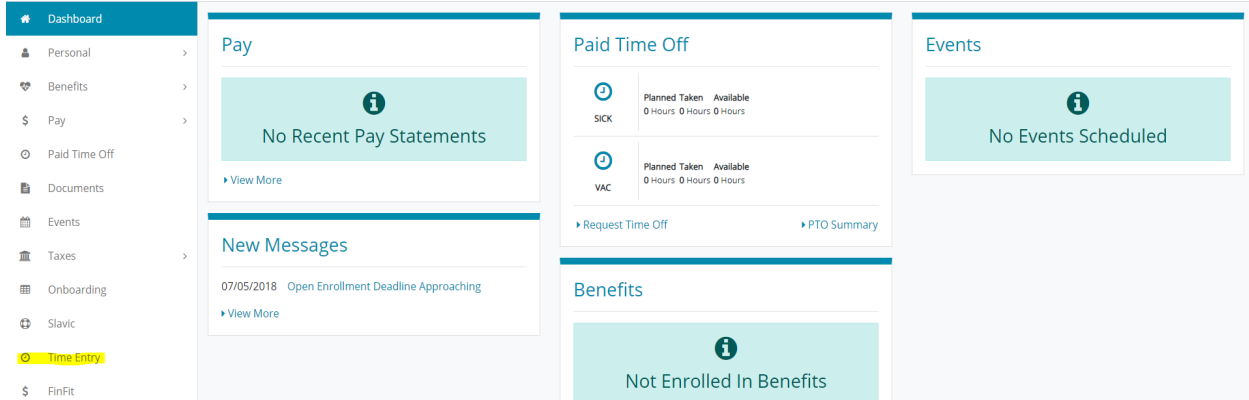 Dashboard
Personal
Benefits
Pay
Paid Time Off
Documents
Events
Taxes
Onboarding
Slavic
Time Entry
FinFit
Pay
No Recent Pay Statements
View More
New Messages
07/05/2018 Open Enrollment Deadline Approaching
View More
Paid Time Off
SICK
Planned Taken Available
0 Hours 0 Hours 0 Hours
VAC
Planned Taken Available
0 Hours 0 Hours 0 Hours
Request Time Off
PTO Summary
Benefits
Not Enrolled In Benefits
Events
No Events Scheduled